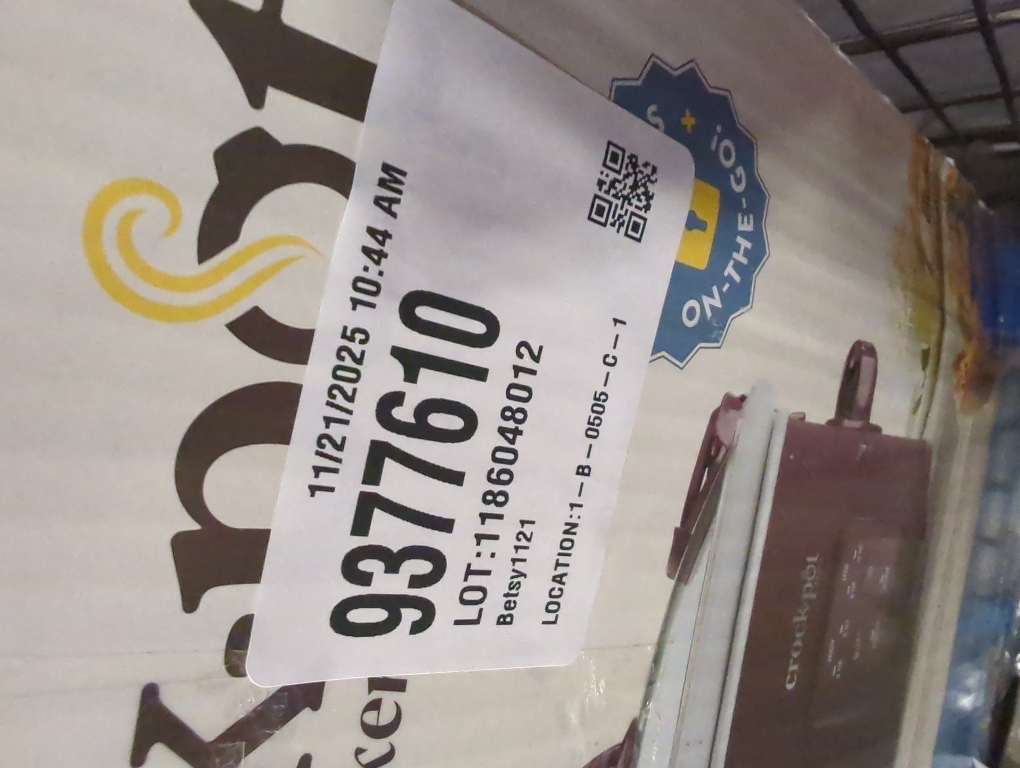 11/21/2025 10:44 AM
9377610
LOT:1186048012
Betsy1121
LOCATION:1-B-0505-C-1
ON-THE-GO!
crockpot